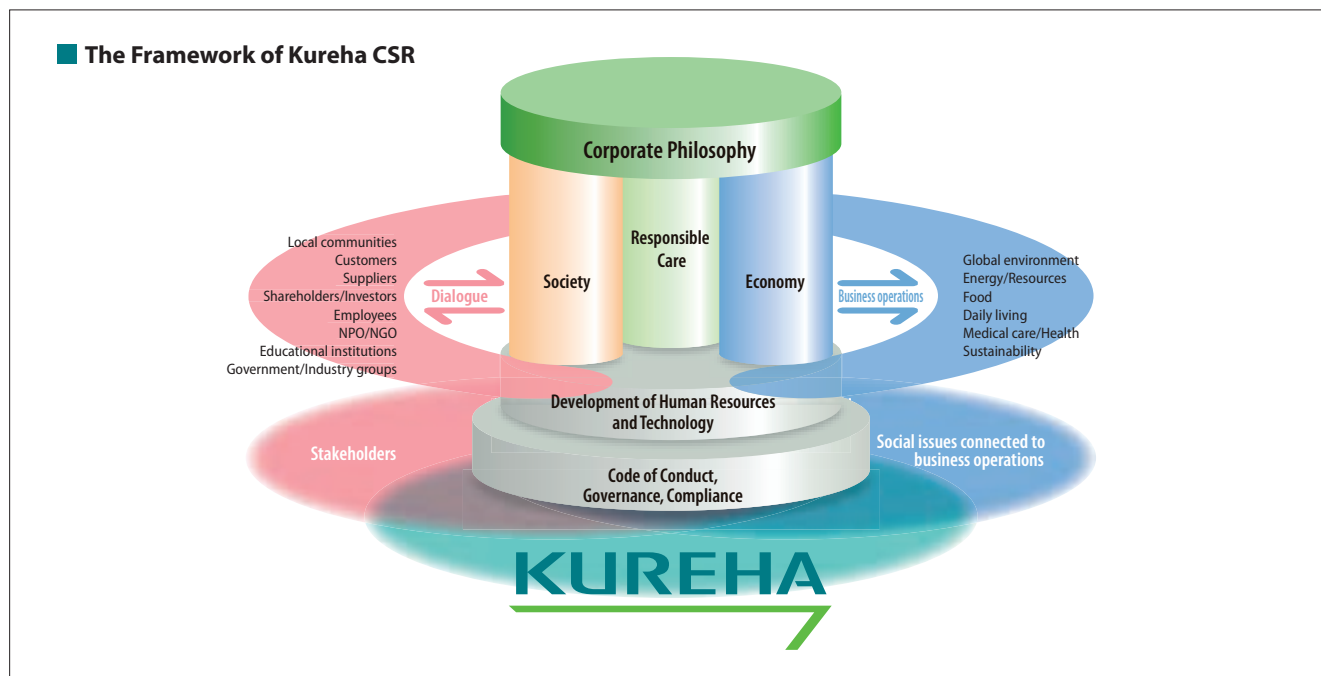 The Framework of Kureha CSR
Corporate Philosophy
Society
Responsible
Care
Economy
Local communities
Customers
Suppliers
Shareholders/Investors
Employees
NPO/NGO
Educational institutions
Government/Industry groups
Dialogue
Business operations
Global environment
Energy/Resources
Food
Daily living
Medical care/Health
Sustainability
Development of Human Resources
and Technology
Stakeholders
Social issues connected to
business operations
Code of Conduct,
Governance, Compliance
KUREHA